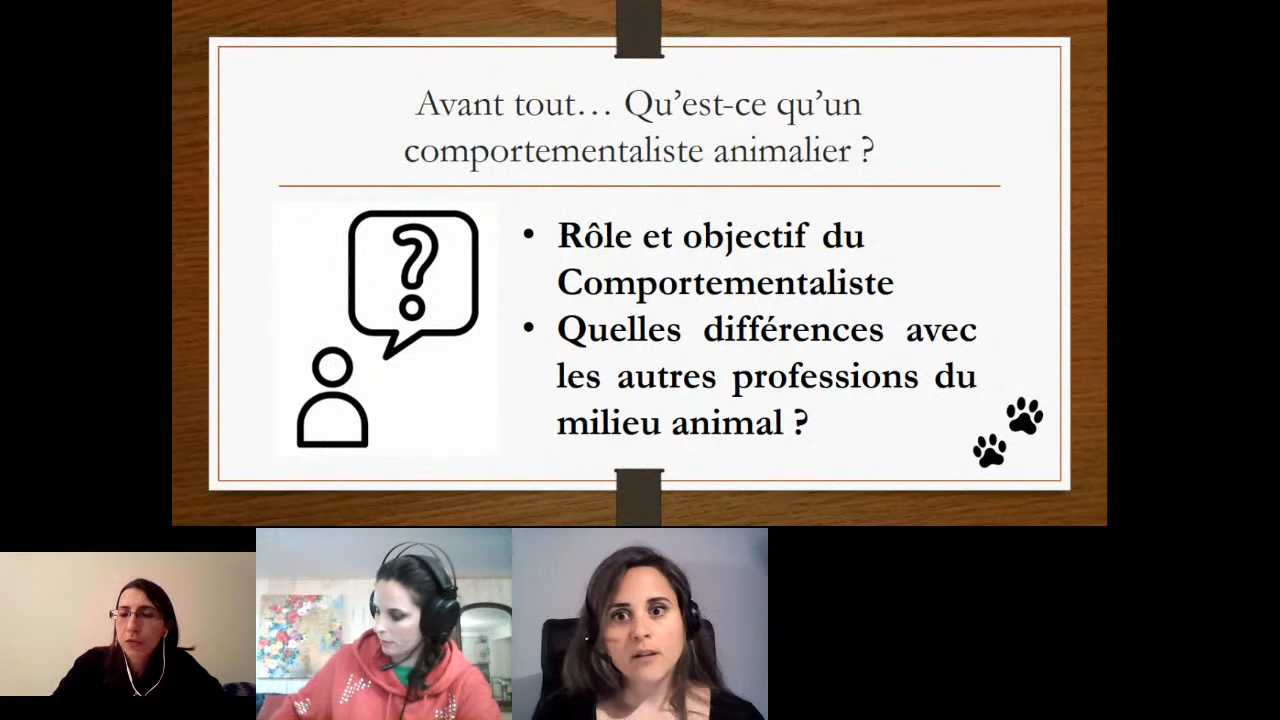 Avant tout… Qu’est-ce qu’un
comportementaliste animalier ?
?
• Rôle et objectif du
Comportementaliste
• Quelles différences avec
les autres professions du
milieu animal ?